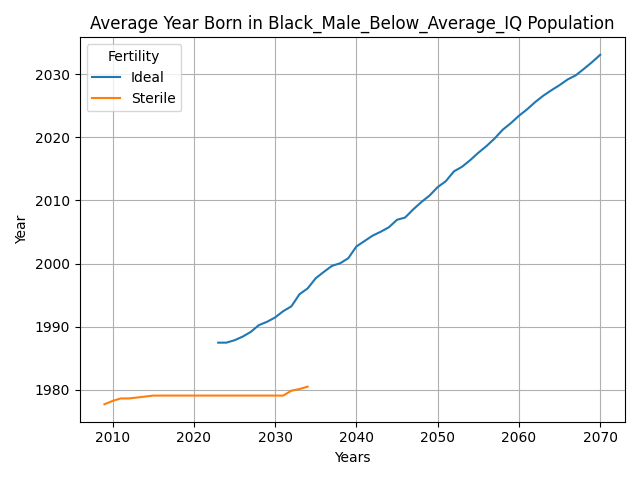 Average Year Born in Black_Male_Below_Average_IQ Population
Fertility
Ideal
Sterile
Year
2030
2020
2010
2000
1990
1980
2010 2020 2030 2040 2050 2060 2070
Years